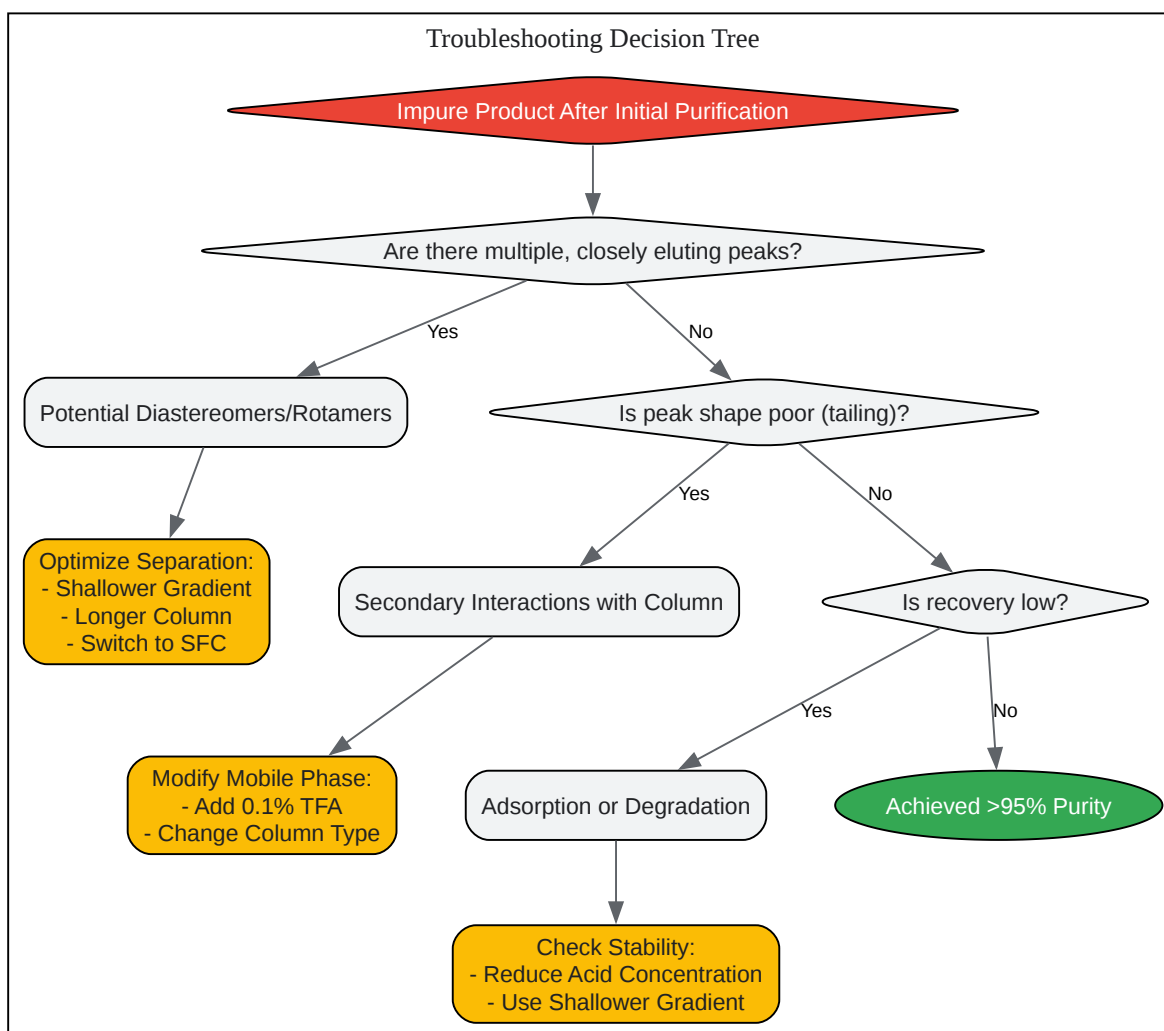 Troubleshooting Decision Tree
Impure Product After Initial Purification
Are there multiple, closely eluting peaks?
Yes
No
Potential Diastereomers/Rotamers
Is peak shape poor (tailing)?
Yes
No
Optimize Separation:
- Shallower Gradient
- Longer Column
- Switch to SFC
Secondary Interactions with Column
Is recovery low?
Yes
No
Modify Mobile Phase:
- Add 0.1% TFA
- Change Column Type
Adsorption or Degradation
Achieved >95% Purity
Check Stability:
- Reduce Acid Concentration
- Use Shallower Gradient